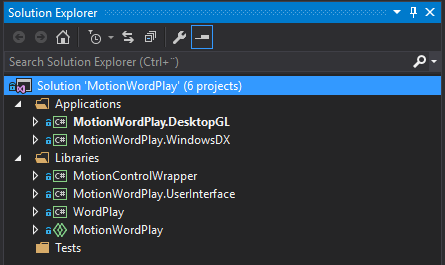 Solution Explorer
Search Solution Explorer (Ctrl+¨)
Solution 'MotionWordPlay' (6 projects)
Applications
C# MotionWordPlay.DesktopGL
C# MotionWordPlay.WindowsDX
Libraries
C# MotionControlWrapper
C# MotionWordPlay.UserInterface
C# WordPlay
MotionWordPlay
Tests